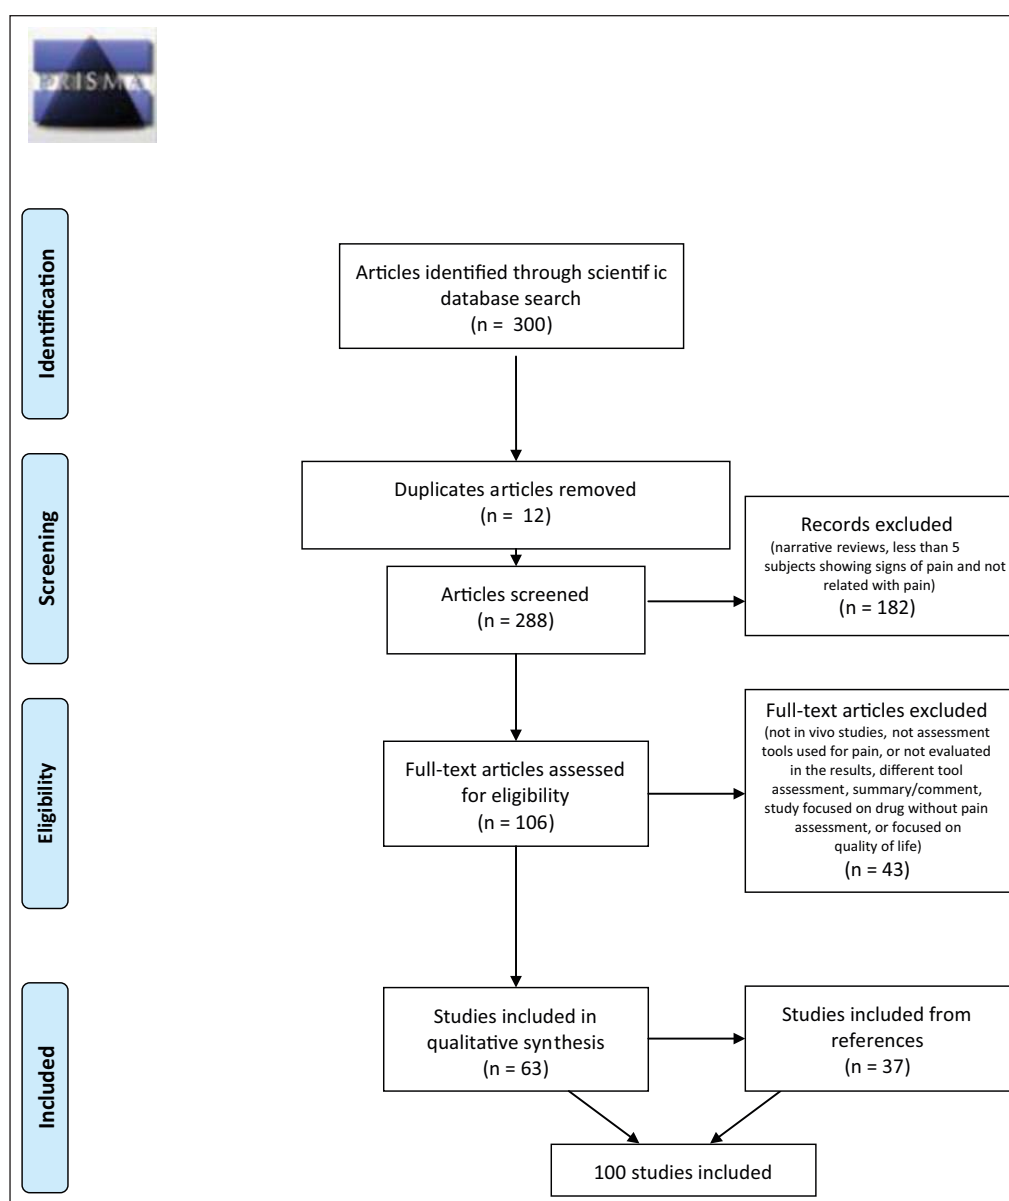 PRISMA
Identification
Articles identified through scientific
database search
(n = 300)
Screening
Duplicates articles removed
(n = 12)
Articles screened
(n = 288)
Records excluded
(narrative reviews, less than 5
subjects showing signs of pain and not
related with pain)
(n = 182)
Eligibility
Full-text articles assessed
for eligibility
(n = 106)
Full-text articles excluded
(not in vivo studies, not assessment
tools used for pain, or not evaluated
in the results, different tool
assessment, summary/comment,
study focused on drug without pain
assessment, or focused on
quality of life)
(n = 43)
Included
Studies included in
qualitative synthesis
(n = 63)
Studies included from
references
(n = 37)
100 studies included